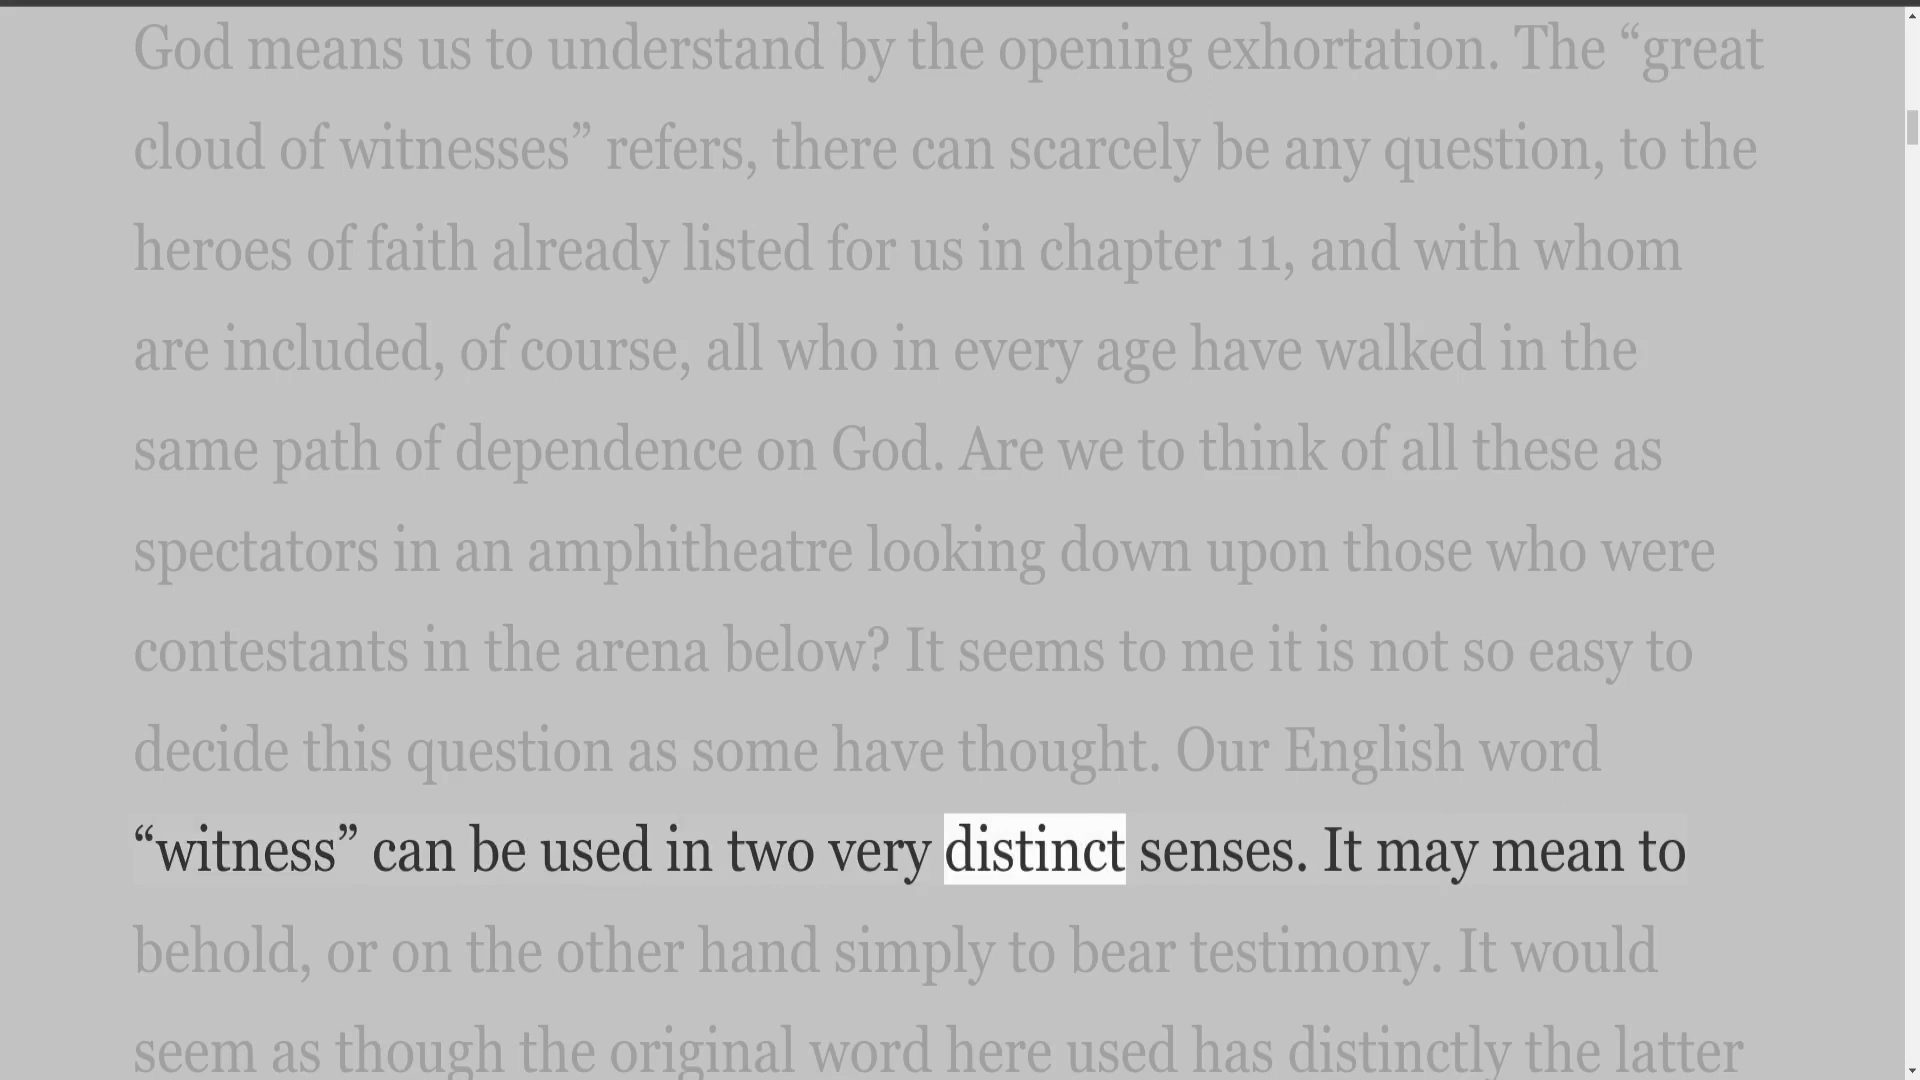 God means us to understand by the opening exhortation. The “great
cloud of witnesses” refers, there can scarcely be any question, to the
heroes of faith already listed for us in chapter 11, and with whom
are included, of course, all who in every age have walked in the
same path of dependence on God. Are we to think of all these as
spectators in an amphitheatre looking down upon those who were
contestants in the arena below? It seems to me it is not so easy to
decide this question as some have thought. Our English word
“witness” can be used in two very distinct senses. It may mean to
behold, or on the other hand simply to bear testimony. It would
seem as though the original word here used has distinctly the latter